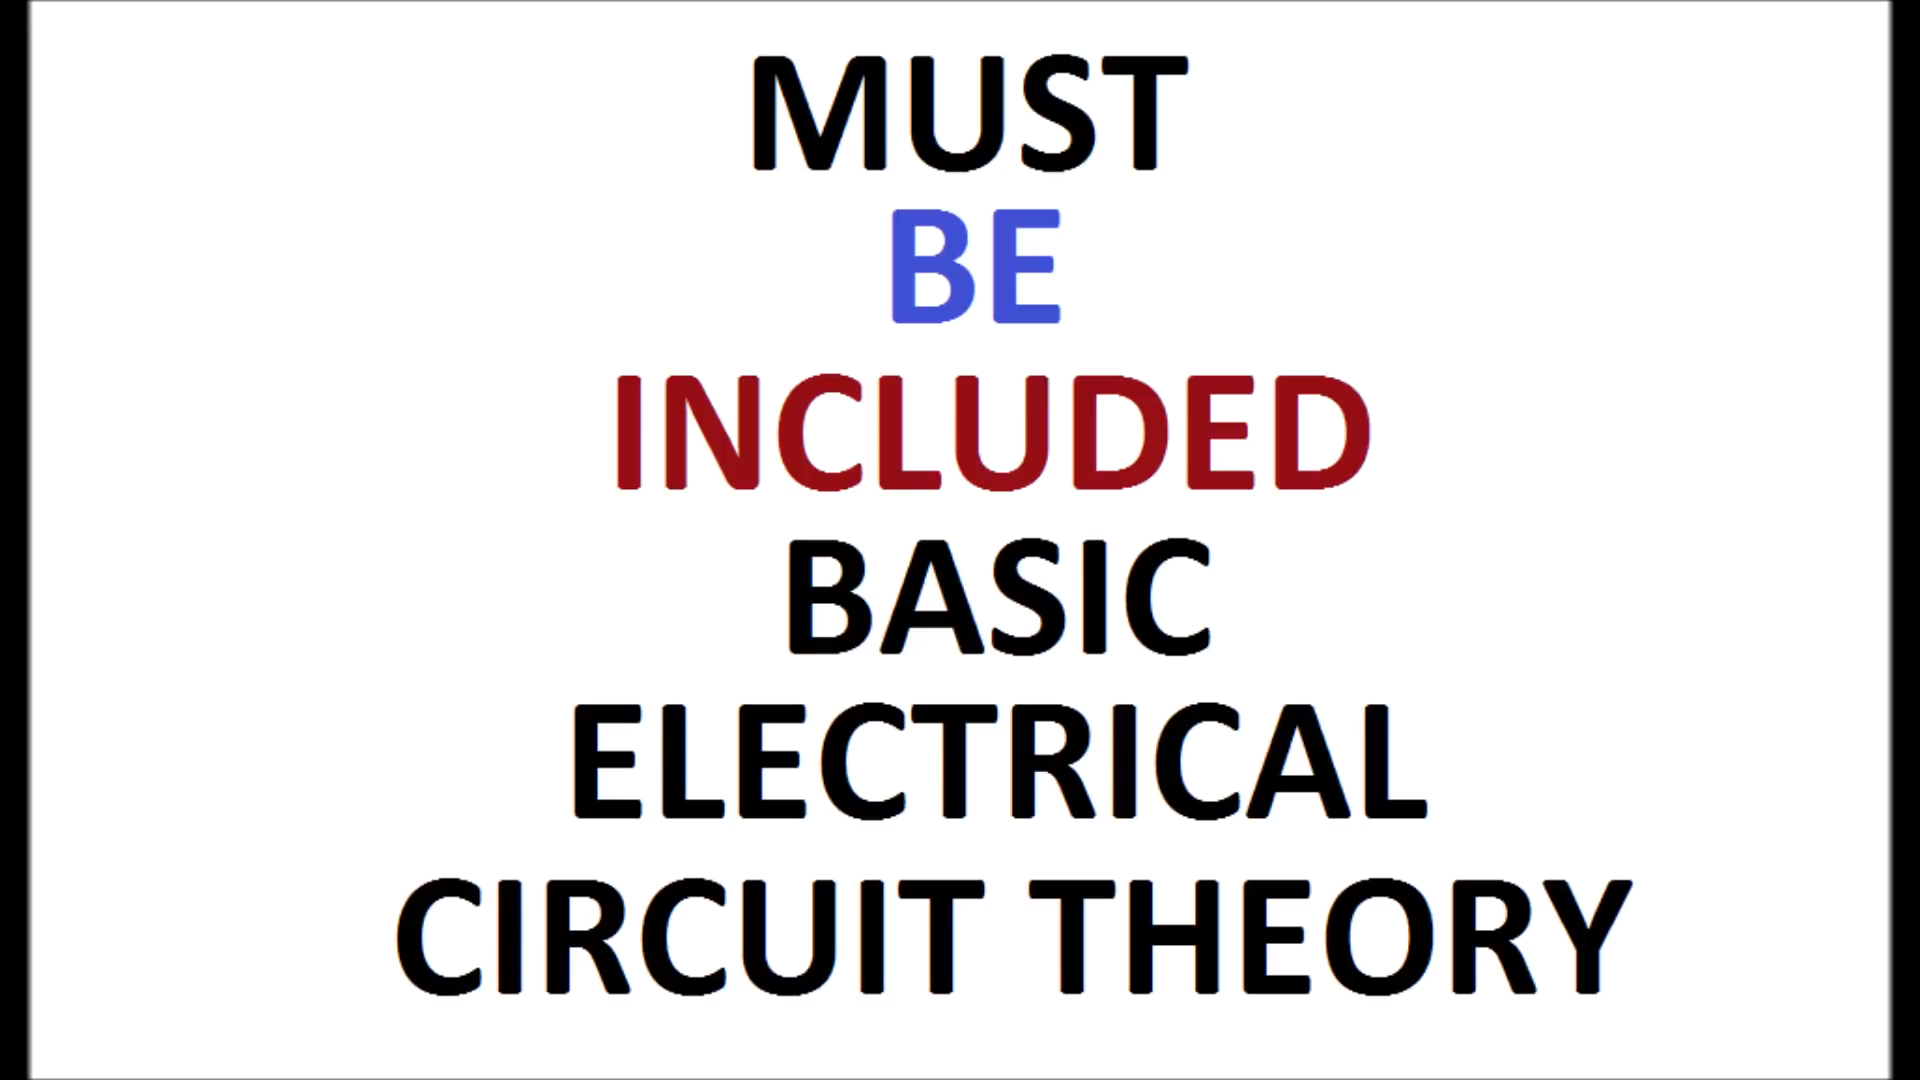 MUST
BE
INCLUDED
BASIC
ELECTRICAL
CIRCUIT THEORY